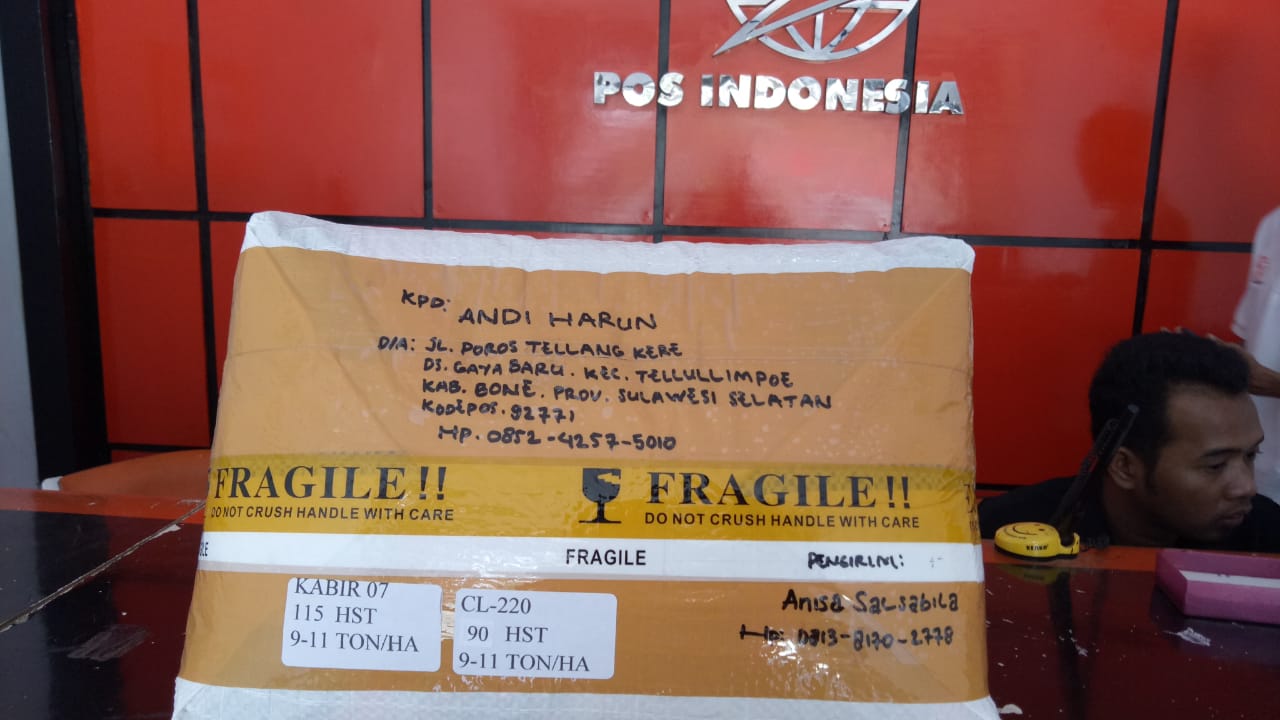 POS INDONESIA
KPD: ANDI HARUN
D/A: JL. POROS TELLANG KERE
DS. GAYA BARU. KEC. TELLULLIMPOE
KAB. BONE. PROV. SULAWESI SELATAN
KODEPOS. 92771
HP. 0852-4257-5010
FRAGILE!! FRAGILE!!
DO NOT CRUSH HANDLE WITH CARE DO NOT CRUSH HANDLE WITH CARE
FRAGILE
PENGIRIM:
Anisa Salsabila
Hp: 0813-8170-2778
KABIR 07
115 HST
9-11 TON/HA
CL-220
90 HST
9-11 TON/HA